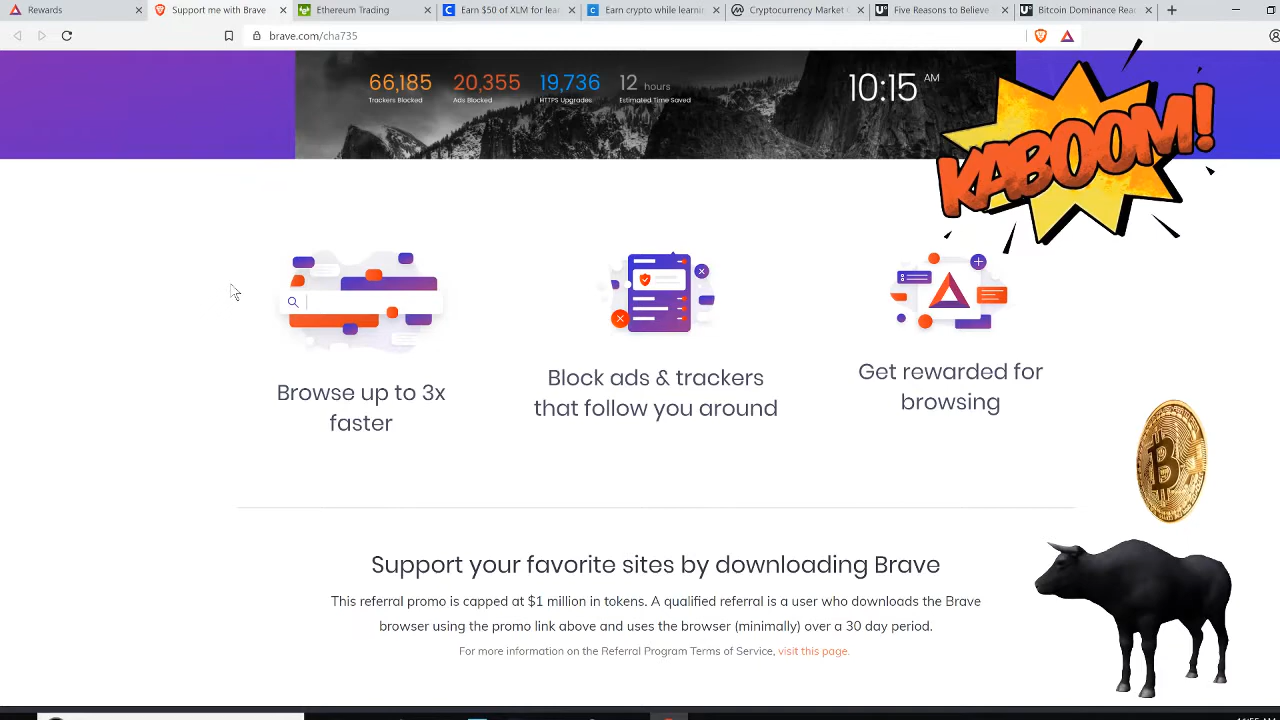 Rewards
Support me with Brave
Ethereum Trading
Earn $50 of XLM for lea
Earn crypto while learnin
Cryptocurrency Market C
Five Reasons to Believe
Bitcoin Dominance Read
brave.com/cha735
66,185
Trackers Blocked
20,355
Ads Blocked
19,736
HTTPS Upgrades
12 hours
Estimated Time Saved
10:15 AM
KABOOM!
Browse up to 3x
faster
Block ads & trackers
that follow you around
Get rewarded for
browsing
Support your favorite sites by downloading Brave
This referral promo is capped at $1 million in tokens. A qualified referral is a user who downloads the Brave
browser using the promo link above and uses the browser (minimally) over a 30 day period.
For more information on the Referral Program Terms of Service, visit this page.